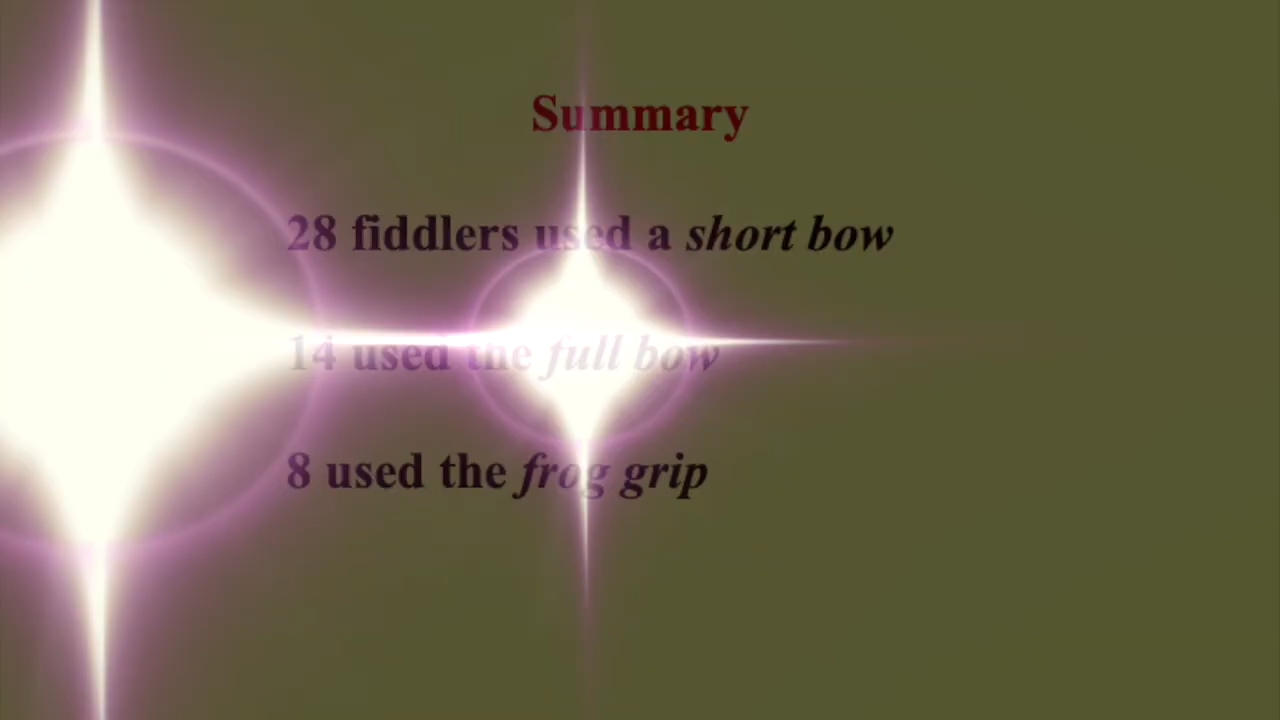 Summary
28 fiddlers used a short bow
14 used the full bow
8 used the frog grip